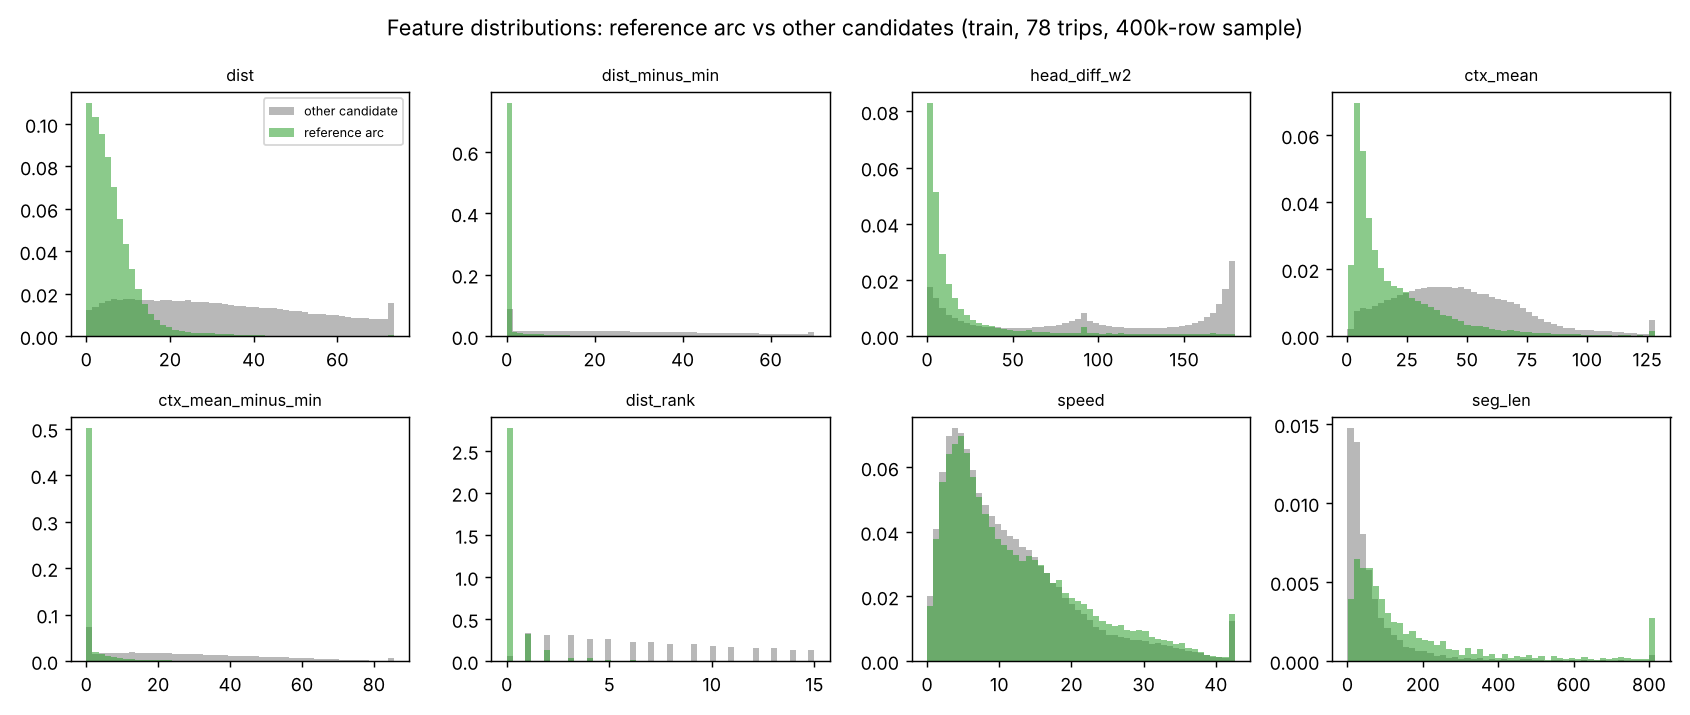 Feature distributions: reference arc vs other candidates (train, 78 trips, 400k-row sample)
dist
0.10
0.08
0.06
0.04
0.02
0.00
0 20 40 60
other candidate
reference arc
dist_minus_min
0.6
0.4
0.2
0.0
0 20 40 60
head_diff_w2
0.08
0.06
0.04
0.02
0.00
0 50 100 150
ctx_mean
0.06
0.04
0.02
0.00
0 25 50 75 100 125
ctx_mean_minus_min
0.5
0.4
0.3
0.2
0.1
0.0
0 20 40 60 80
dist_rank
2.5
2.0
1.5
1.0
0.5
0.0
0 5 10 15
speed
0.06
0.04
0.02
0.00
0 10 20 30 40
seg_len
0.015
0.010
0.005
0.000
0 200 400 600 800